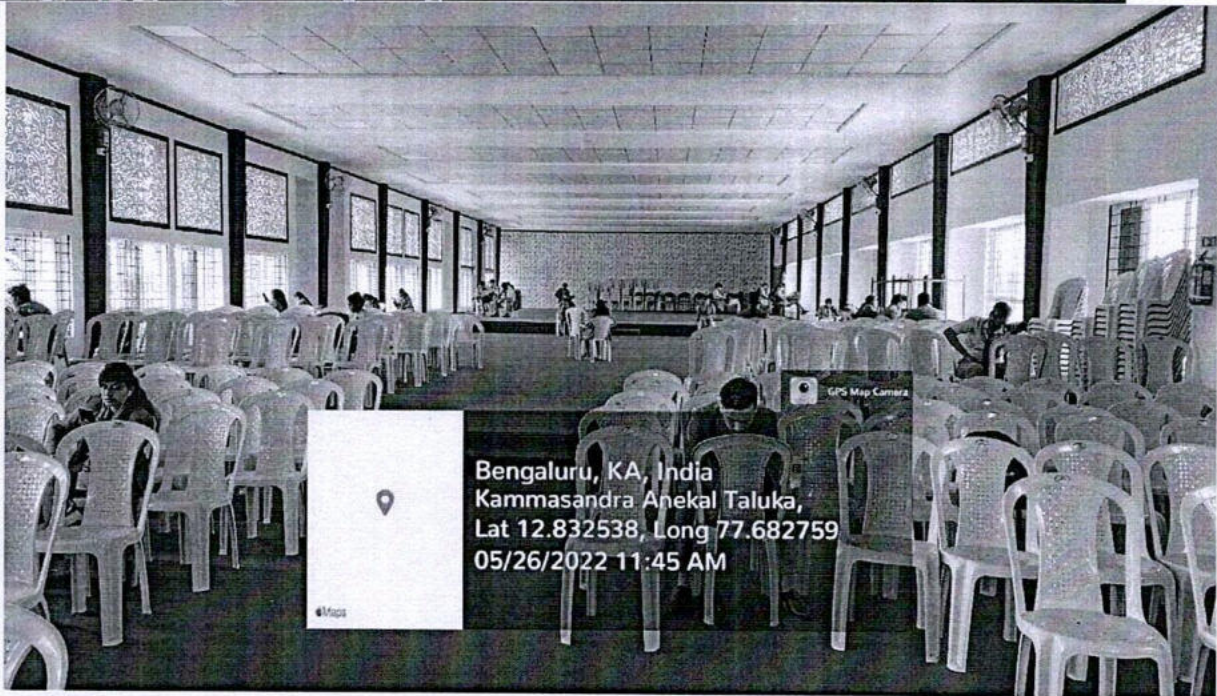 GPS Map Camera
Bengaluru, KA, India
Kammasandra Anekal Taluka,
Lat 12.832538, Long 77.682759
05/26/2022 11:45 AM
Maps